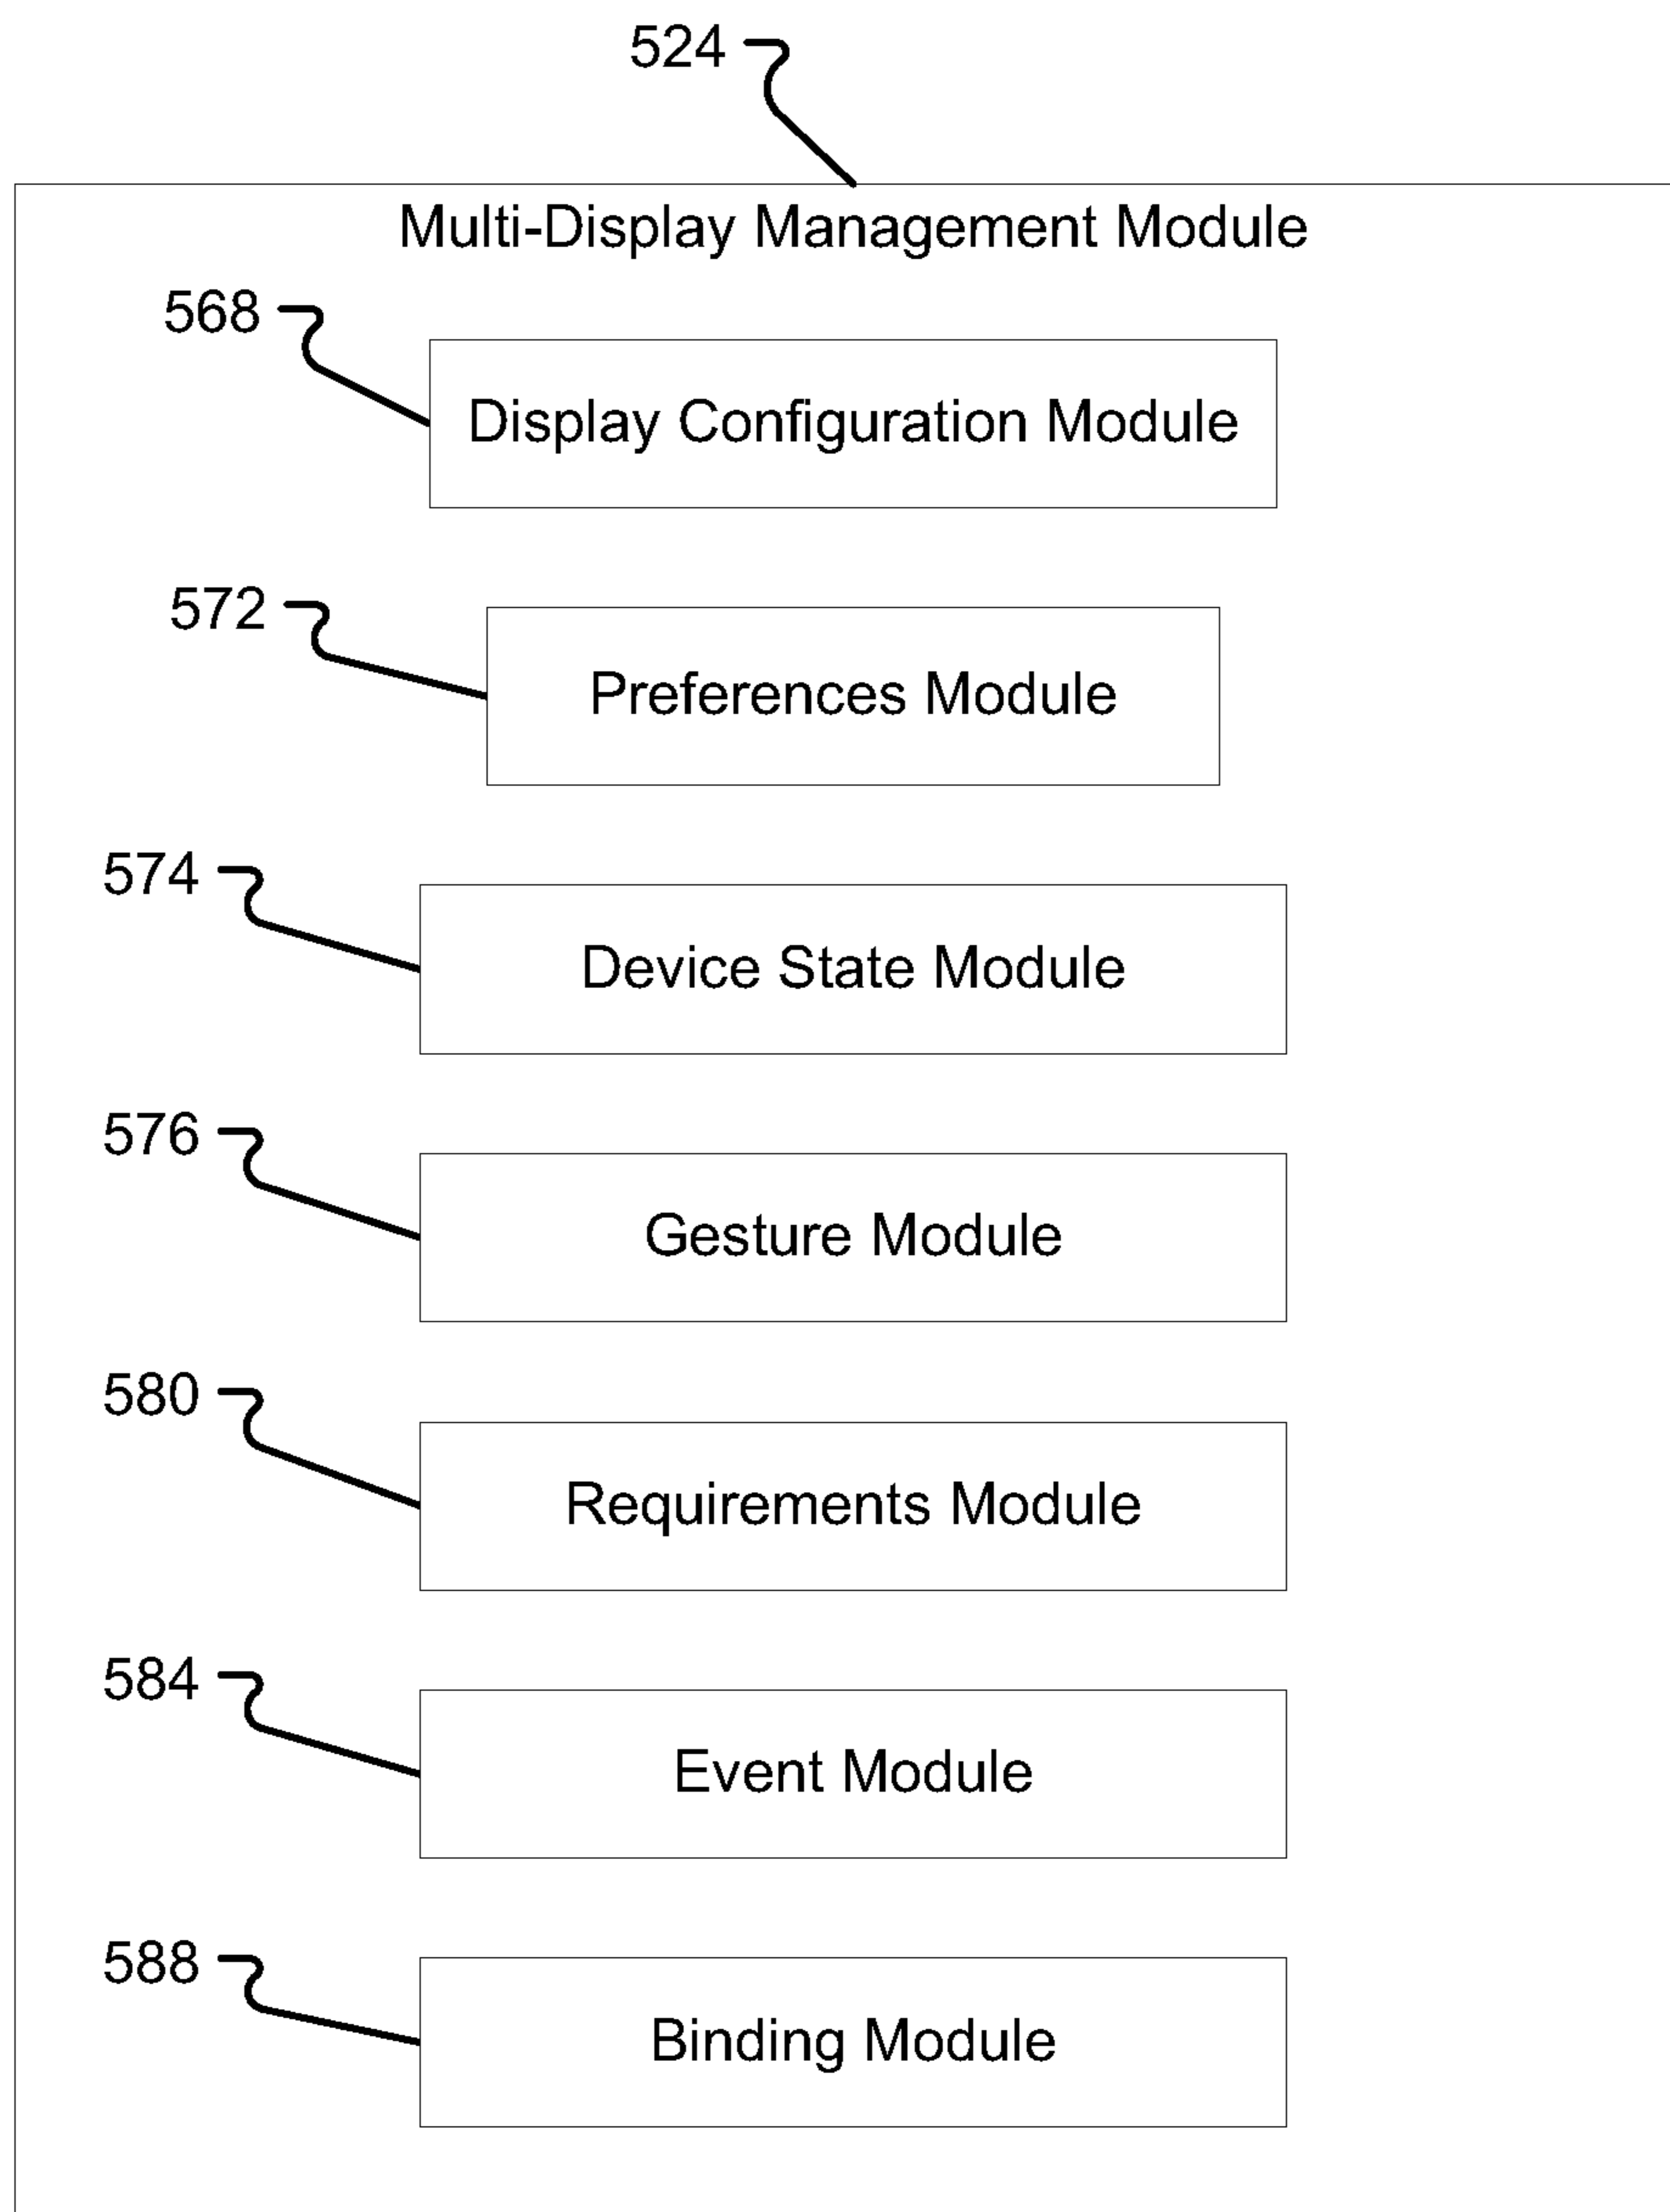 524
Multi-Display Management Module
568
Display Configuration Module
572
Preferences Module
574
Device State Module
576
Gesture Module
580
Requirements Module
584
Event Module
588
Binding Module